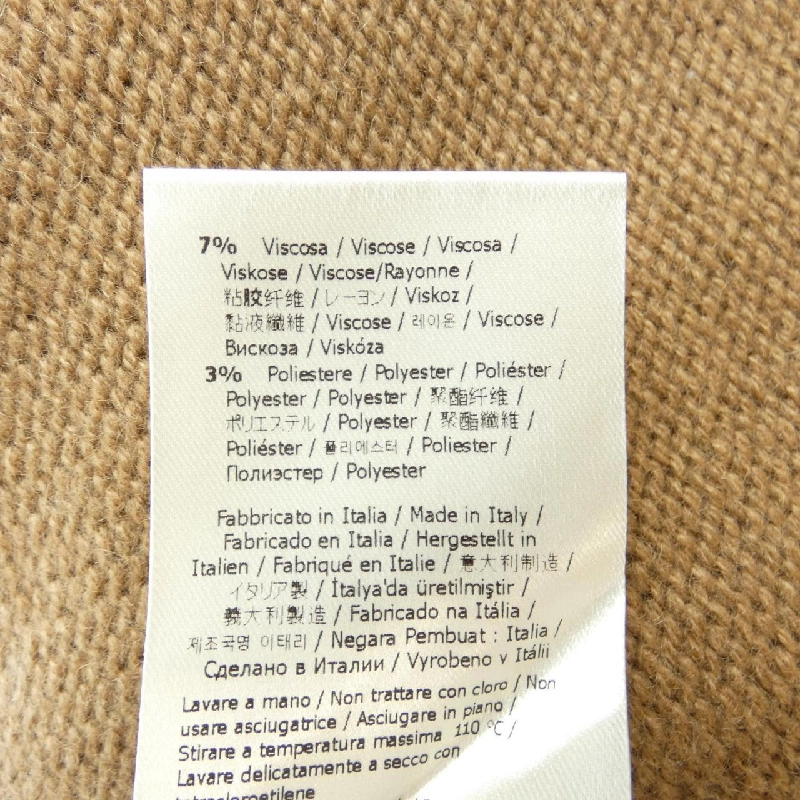 7% Viscosa / Viscose / Viscosa /
Viskose / Viscose/Rayonne /
粘胶纤维 / レーヨン / Viskoz /
黏液纖維 / Viscose / 레이온 / Viscose /
Вискоза / Viskóza
3% Poliestere / Polyester / Poliéster /
Polyester / Polyester / 聚酯纤维 /
ポリエステル / Polyester / 聚酯纖維 /
Poliéster / 폴리에스터 / Poliester /
Полиэстер / Polyester
Fabbricato in Italia / Made in Italy /
Fabricado en Italia / Hergestellt in
Italien / Fabriqué en Italie / 意大利制造 /
イタリア製 / İtalya'da üretilmiştir /
義大利製造 / Fabricado na Itália /
제조국명 이태리 / Negara Pembuat : Italia /
Сделано в Италии / Vyrobeno v Itálii
Lavare a mano / Non trattare con cloro / Non
usare asciugatrice / Asciugare in piano /
Stirare a temperatura massima 110 °C /
Lavare delicatamente a secco con
tetracloroetilene